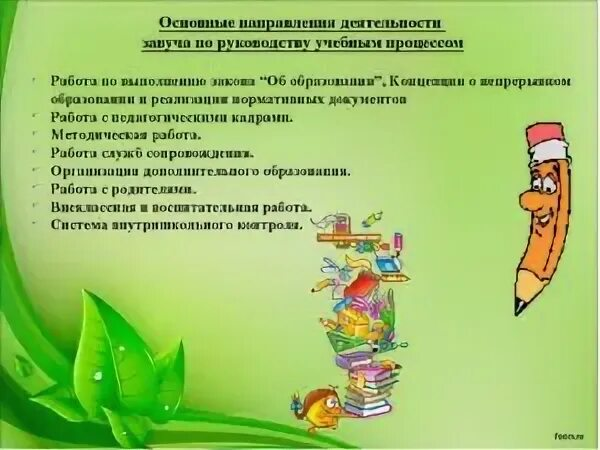 Основные направления деятельности
завуча по руководству учебным процессом
Работа по выполнению закона “Об образовании”, Концепции о непрерывном
образовании и реализации нормативных документов
Работа с педагогическими кадрами.
Методическая работа.
Работа служб сопровождения.
Организация дополнительного образования.
Работа с родителями.
Внеклассная и воспитательная работа.
Система внутришкольного контроля.